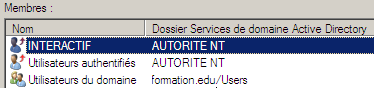 Membres :
Nom Dossier Services de domaine Active Directory
INTERACTIF AUTORITE NT
Utilisateurs authentifiés AUTORITE NT
Utilisateurs du domaine formation.edu/Users